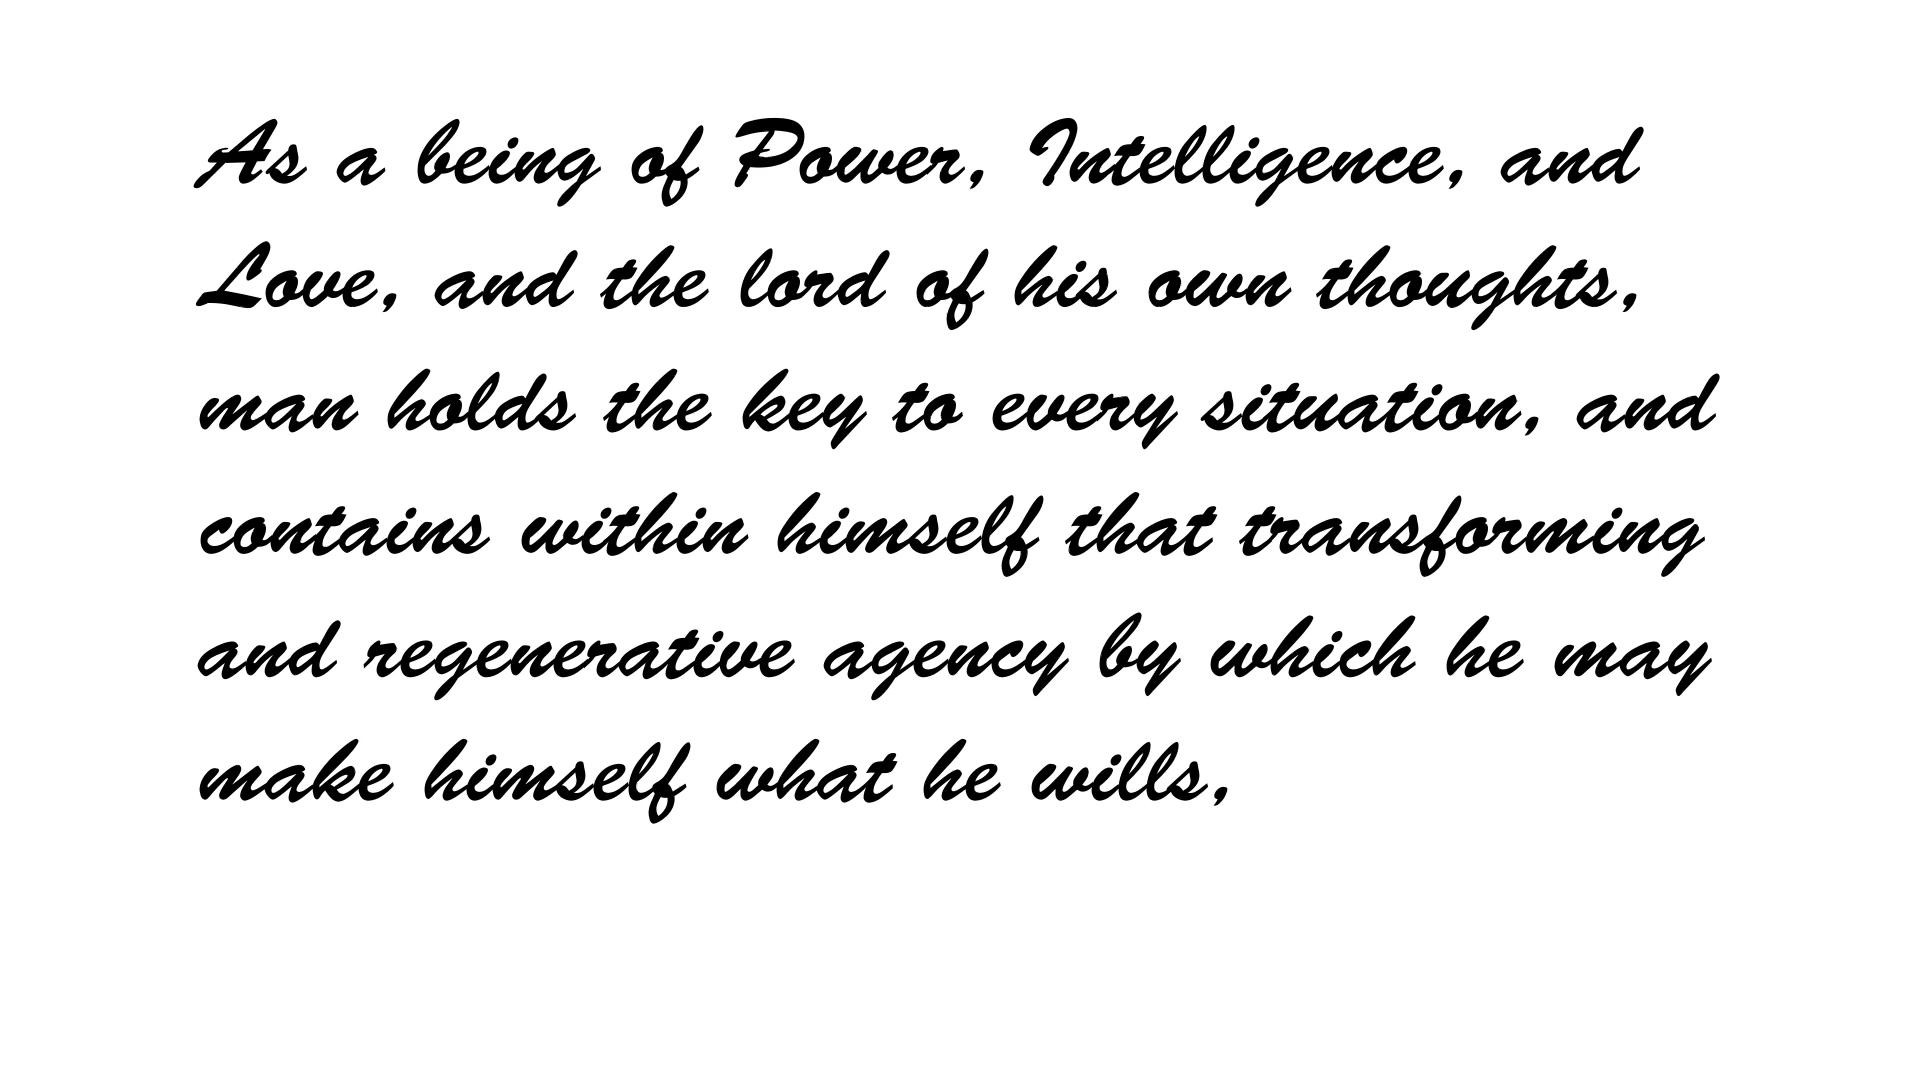 As a being of Power, Intelligence, and
Love, and the lord of his own thoughts,
man holds the key to every situation, and
contains within himself that transforming
and regenerative agency by which he may
make himself what he wills,